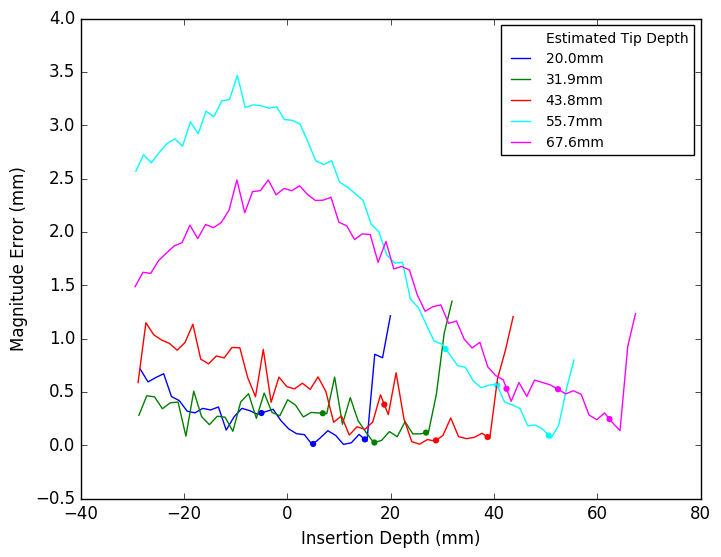 4.0
3.5
3.0
2.5
2.0
1.5
1.0
0.5
0.0
−0.5
−40
−20
0
20
40
60
80
Magnitude Error (mm)
Insertion Depth (mm)
Estimated Tip Depth
20.0mm
31.9mm
43.8mm
55.7mm
67.6mm